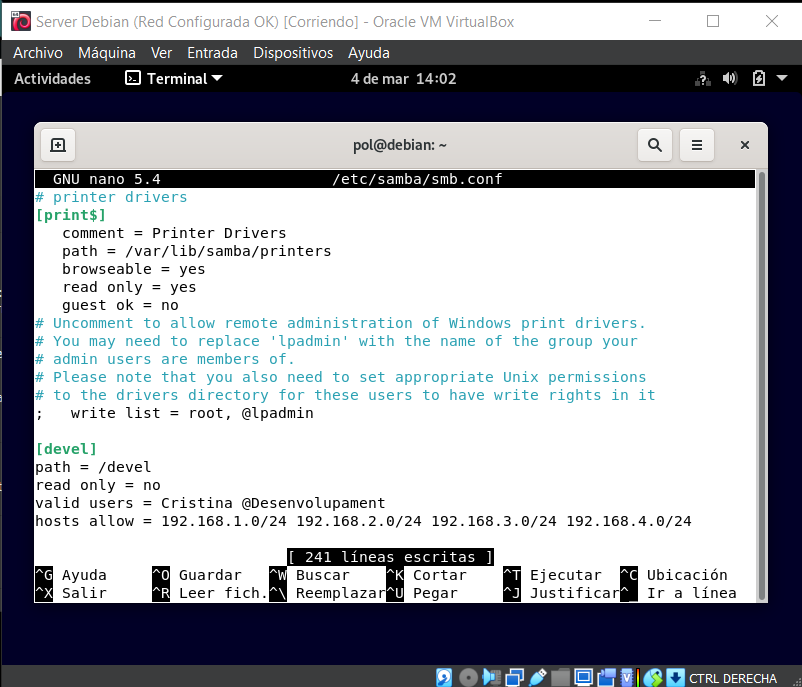 Server Debian (Red Configurada OK) [Corriendo] - Oracle VM VirtualBox
Archivo Máquina Ver Entrada Dispositivos Ayuda
Actividades Terminal 4 de mar 14:02
pol@debian: ~
GNU nano 5.4 /etc/samba/smb.conf
# printer drivers
[print$]
comment = Printer Drivers
path = /var/lib/samba/printers
browseable = yes
read only = yes
guest ok = no
# Uncomment to allow remote administration of Windows print drivers.
# You may need to replace 'lpadmin' with the name of the group your
# admin users are members of.
# Please note that you also need to set appropriate Unix permissions
# to the drivers directory for these users to have write rights in it
; write list = root, @lpadmin
[devel]
path = /devel
read only = no
valid users = Cristina @Desenvolupament
hosts allow = 192.168.1.0/24 192.168.2.0/24 192.168.3.0/24 192.168.4.0/24
[ 241 líneas escritas ]
^G Ayuda ^O Guardar ^W Buscar ^K Cortar ^T Ejecutar ^C Ubicación
^X Salir ^R Leer fich. ^\ Reemplazar ^U Pegar ^J Justificar ^_ Ir a línea
CTRL DERECHA